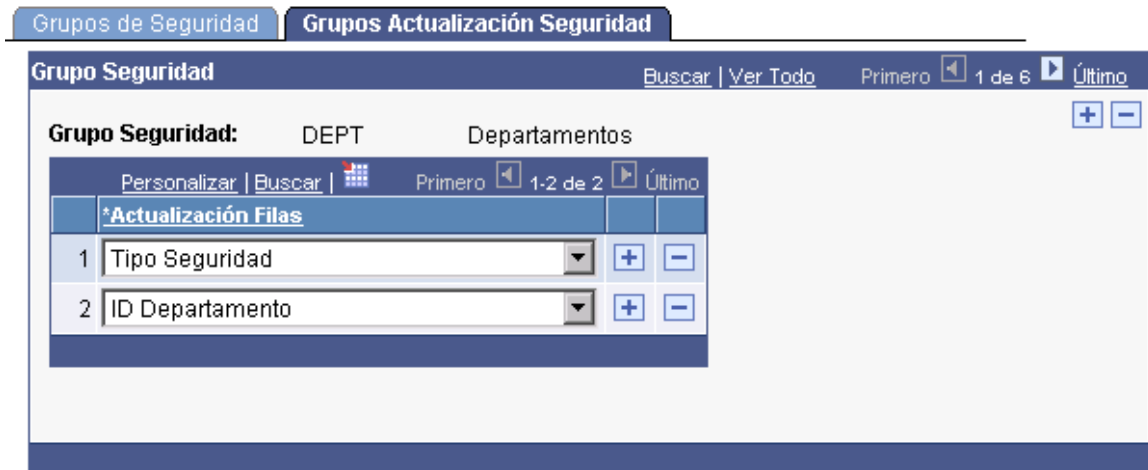 Grupos de Seguridad Grupos Actualización Seguridad
Grupo Seguridad Buscar | Ver Todo Primero 1 de 6 Último
Grupo Seguridad: DEPT Departamentos
Personalizar | Buscar | Primero 1-2 de 2 Último
*Actualización Filas
1 Tipo Seguridad
2 ID Departamento